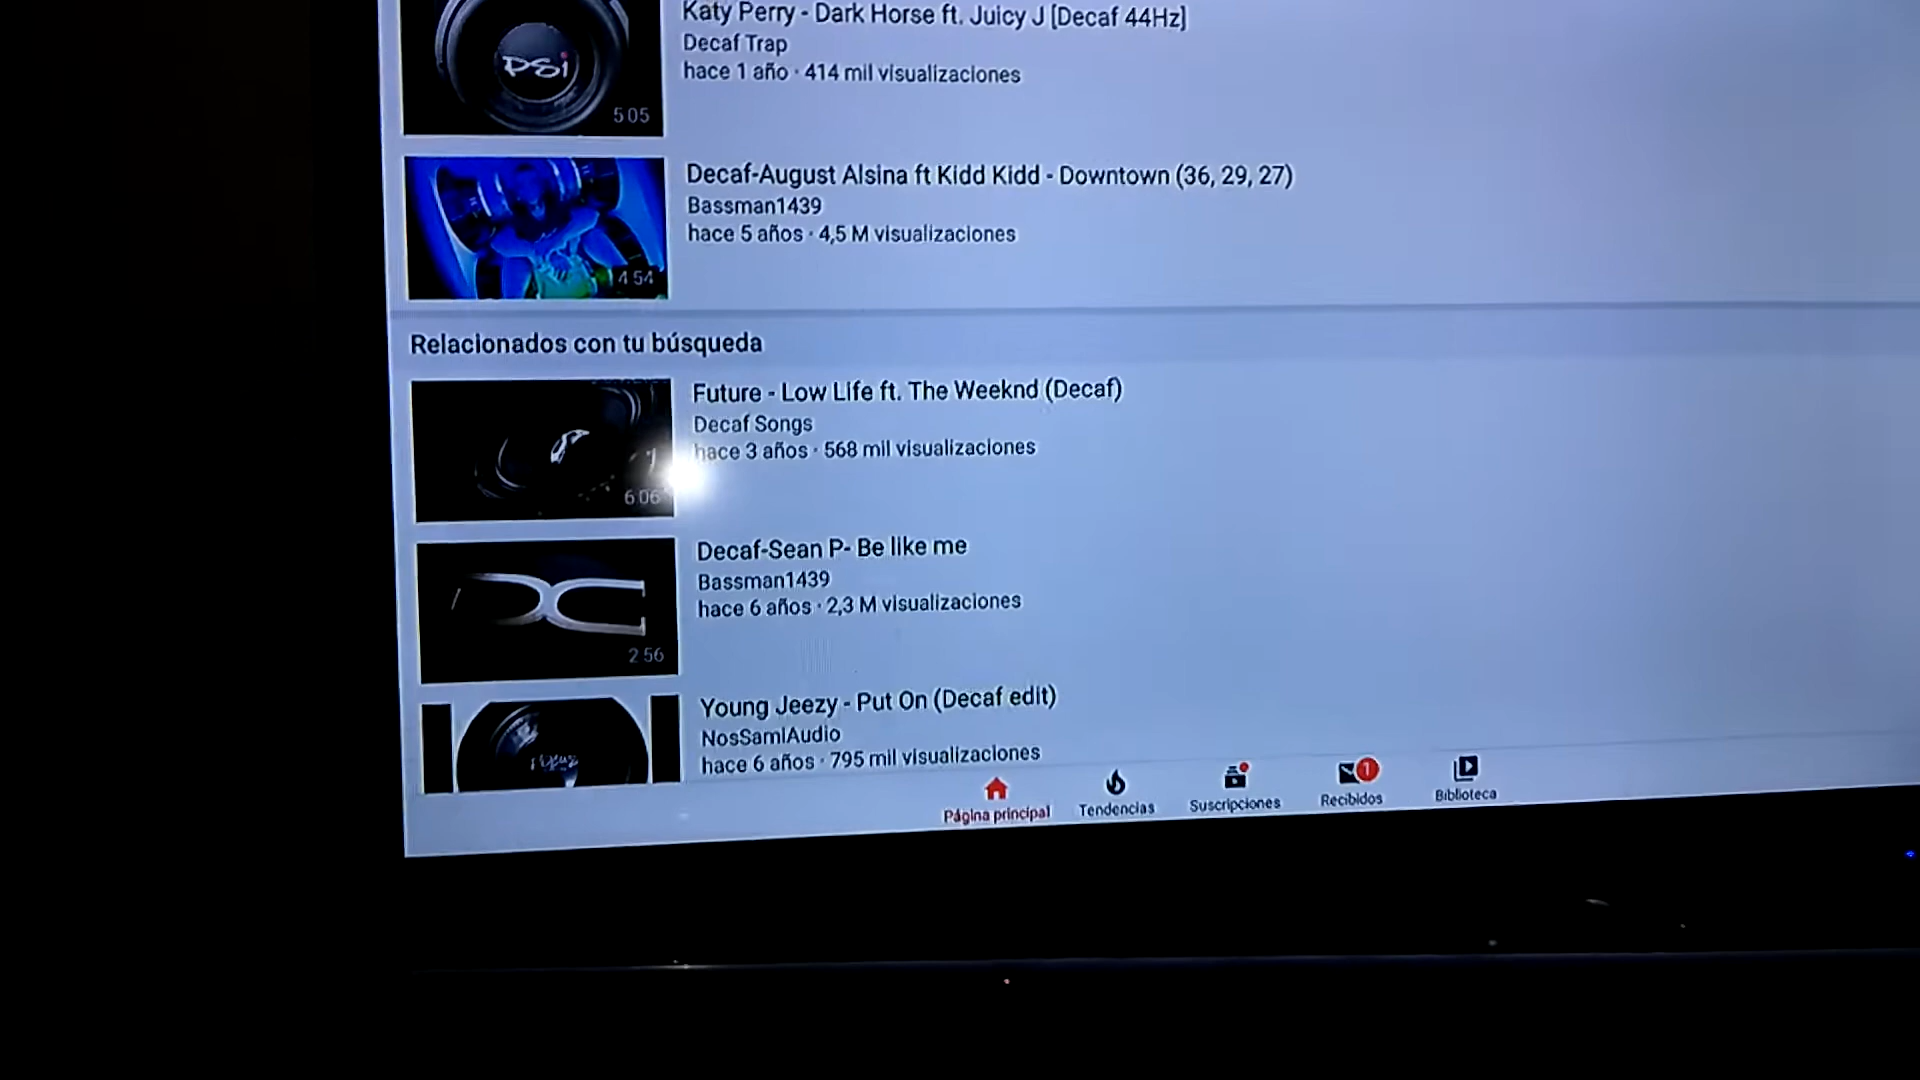 Katy Perry - Dark Horse ft. Juicy J [Decaf 44Hz]
Decaf Trap
hace 1 año · 414 mil visualizaciones
PSi
5:05
Decaf-August Alsina ft Kidd Kidd - Downtown (36, 29, 27)
Bassman1439
hace 5 años · 4,5 M visualizaciones
4:54
Relacionados con tu búsqueda
Future - Low Life ft. The Weeknd (Decaf)
Decaf Songs
hace 3 años · 568 mil visualizaciones
6:06
Decaf-Sean P- Be like me
Bassman1439
hace 6 años · 2,3 M visualizaciones
2:56
Young Jeezy - Put On (Decaf edit)
NosSamiAudio
hace 6 años · 795 mil visualizaciones
Página principal
Tendencias
Suscripciones
1
Recibidos
Biblioteca